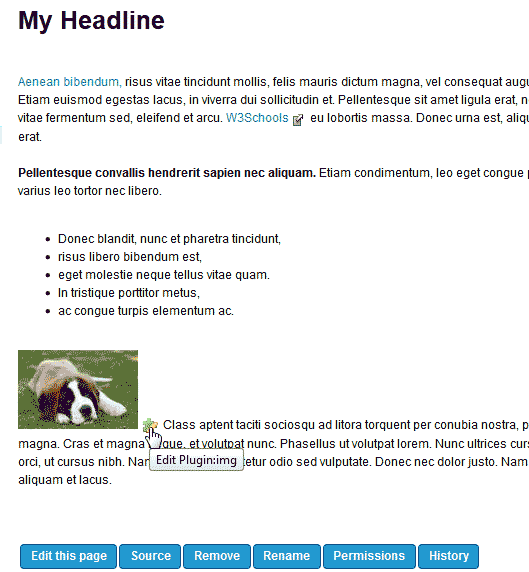 My Headline
Aenean bibendum, risus vitae tincidunt mollis, felis mauris dictum magna, vel consequat augu
Etiam euismod egestas lacus, in viverra dui sollicitudin et. Pellentesque sit amet ligula erat, n
vitae fermentum sed, eleifend et arcu. W3Schools eu lobortis massa. Donec urna est, aliqu
erat.
Pellentesque convallis hendrerit sapien nec aliquam. Etiam condimentum, leo eget congue p
varius leo tortor nec libero.
Donec blandit, nunc et pharetra tincidunt,
risus libero bibendum est,
eget molestie neque tellus vitae quam.
In tristique porttitor metus,
ac congue turpis elementum ac.
Class aptent taciti sociosqu ad litora torquent per conubia nostra, p
magna. Cras et magna augue, et volutpat nunc. Phasellus ut volutpat lorem. Nunc ultrices curs
orci, ut cursus nibh. Nam tetur odio sed vulputate. Donec nec dolor justo. Nam
Edit Plugin:img
aliquam et lacus.
Edit this page Source Remove Rename Permissions History